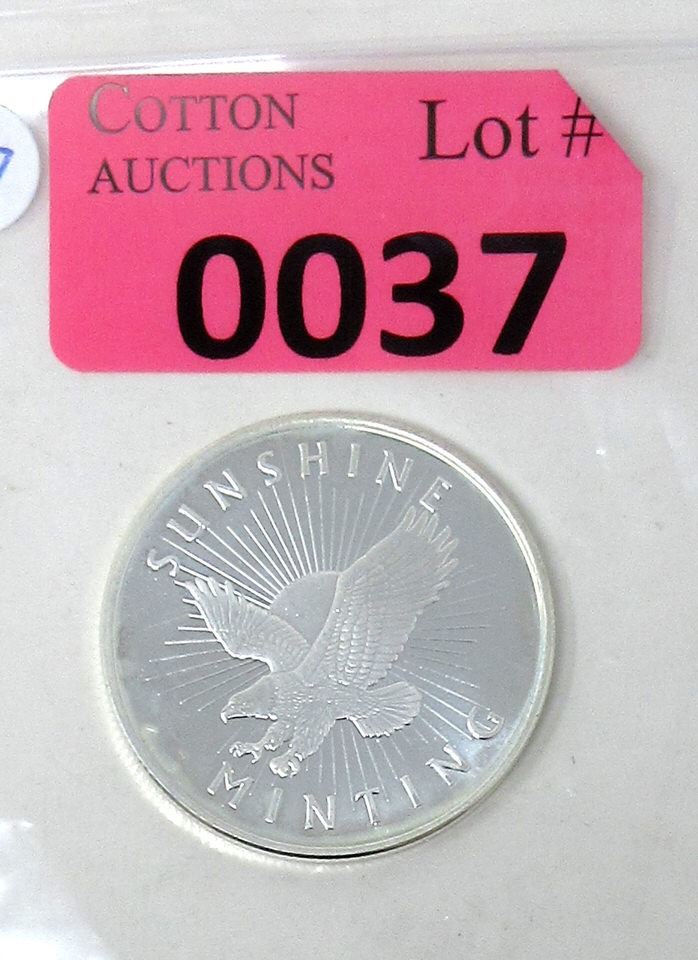 COTTON
AUCTIONS
Lot #
0037
SUNSHINE
MINTING